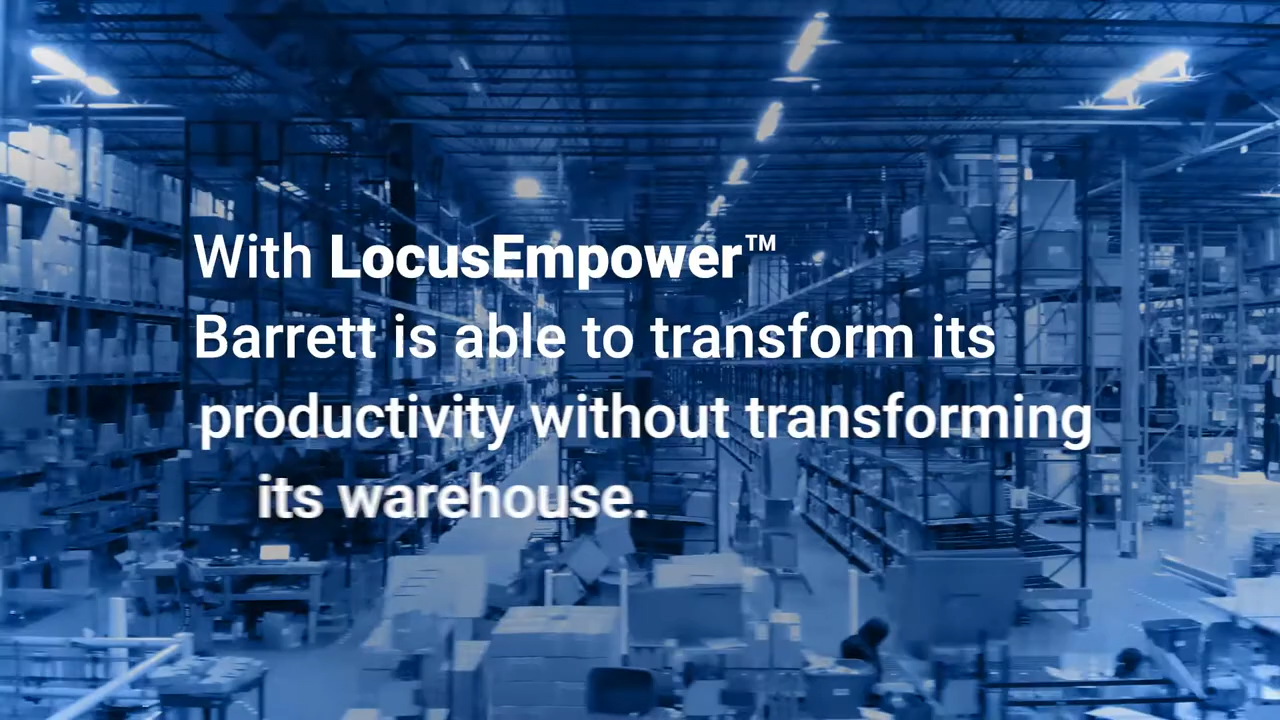 With LocusEmpower™
Barrett is able to transform its
productivity without transforming
its warehouse.